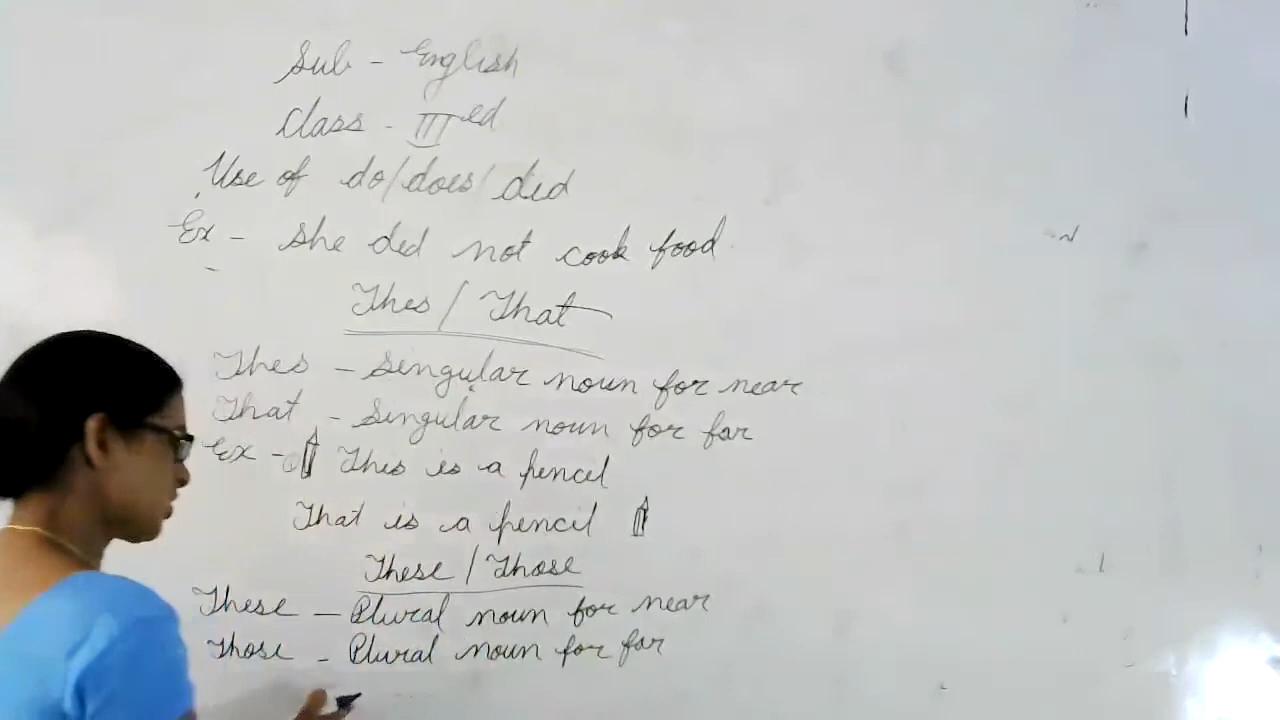 Sub - English
Class - III ed
Use of do/does/did
Ex - She did not cook food
This / That
This - Singular noun for near
That - Singular noun for far
Ex - This is a pencil
That is a pencil
These / Those
These - Plural noun for near
Those - Plural noun for far